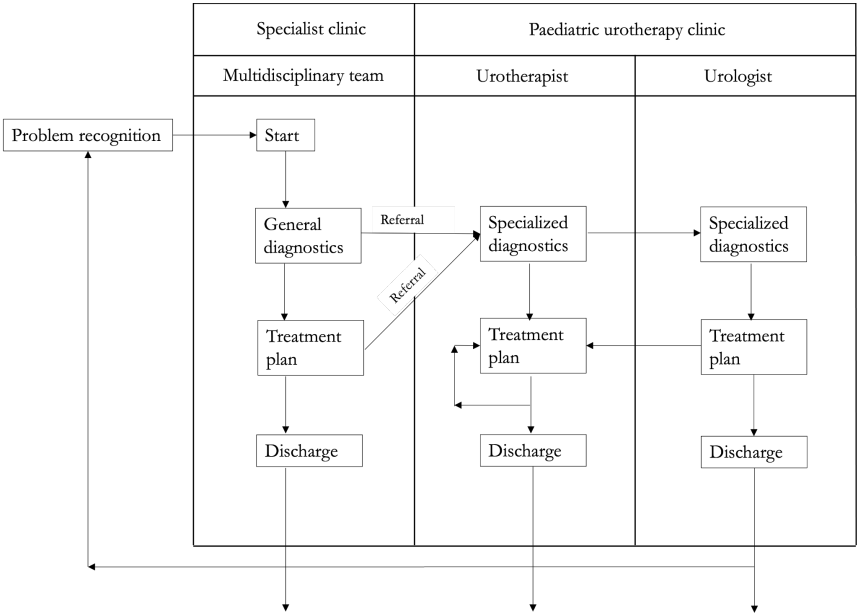 Specialist clinic
Paediatric urotherapy clinic
Multidisciplinary team
Urotherapist
Urologist
Problem recognition
Start
General
diagnostics
Referral
Specialized
diagnostics
Specialized
diagnostics
Referral
Treatment
plan
Treatment
plan
Treatment
plan
Discharge
Discharge
Discharge